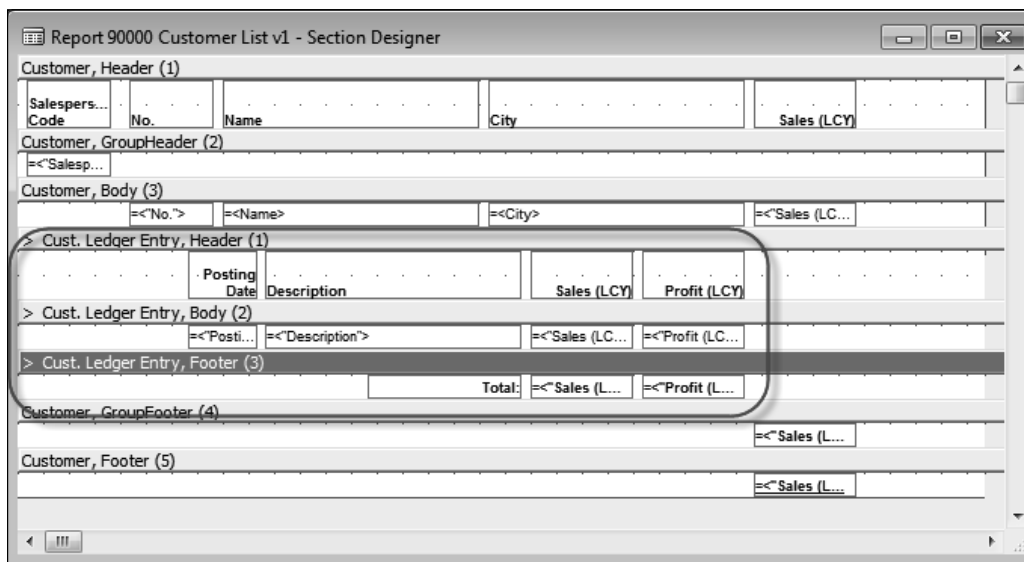 Report 90000 Customer List v1 - Section Designer
Customer, Header (1)
Salespers... Code No. Name City Sales (LCY)
Customer, GroupHeader (2)
=<"Salesp...
Customer, Body (3)
=<"No."> =<Name> =<City> =<"Sales (LC...
> Cust. Ledger Entry, Header (1)
Posting Date Description Sales (LCY) Profit (LCY)
> Cust. Ledger Entry, Body (2)
=<"Posti... =<"Description"> =<"Sales (LC... =<"Profit (LC...
> Cust. Ledger Entry, Footer (3)
Total: =<"Sales (L... =<"Profit (L...
Customer, GroupFooter (4)
=<"Sales (L...
Customer, Footer (5)
=<"Sales (L...